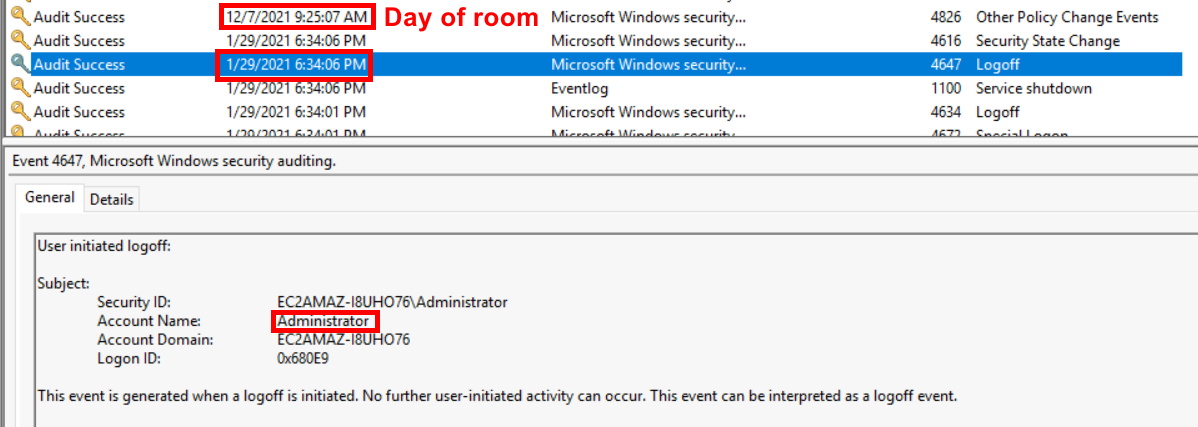 Audit Success 12/7/2021 9:25:07 AM Day of room Microsoft Windows security... 4826 Other Policy Change Events
Audit Success 1/29/2021 6:34:06 PM Microsoft Windows security... 4616 Security State Change
Audit Success 1/29/2021 6:34:06 PM Microsoft Windows security... 4647 Logoff
Audit Success 1/29/2021 6:34:06 PM Eventlog 1100 Service shutdown
Audit Success 1/29/2021 6:34:01 PM Microsoft Windows security... 4634 Logoff
Audit Success 1/29/2021 6:34:01 PM Microsoft Windows security... 4672 Special Logon
Event 4647, Microsoft Windows security auditing.
General Details
User initiated logoff:
Subject:
Security ID: EC2AMAZ-I8UHO76\Administrator
Account Name: Administrator
Account Domain: EC2AMAZ-I8UHO76
Logon ID: 0x680E9
This event is generated when a logoff is initiated. No further user-initiated activity can occur. This event can be interpreted as a logoff event.